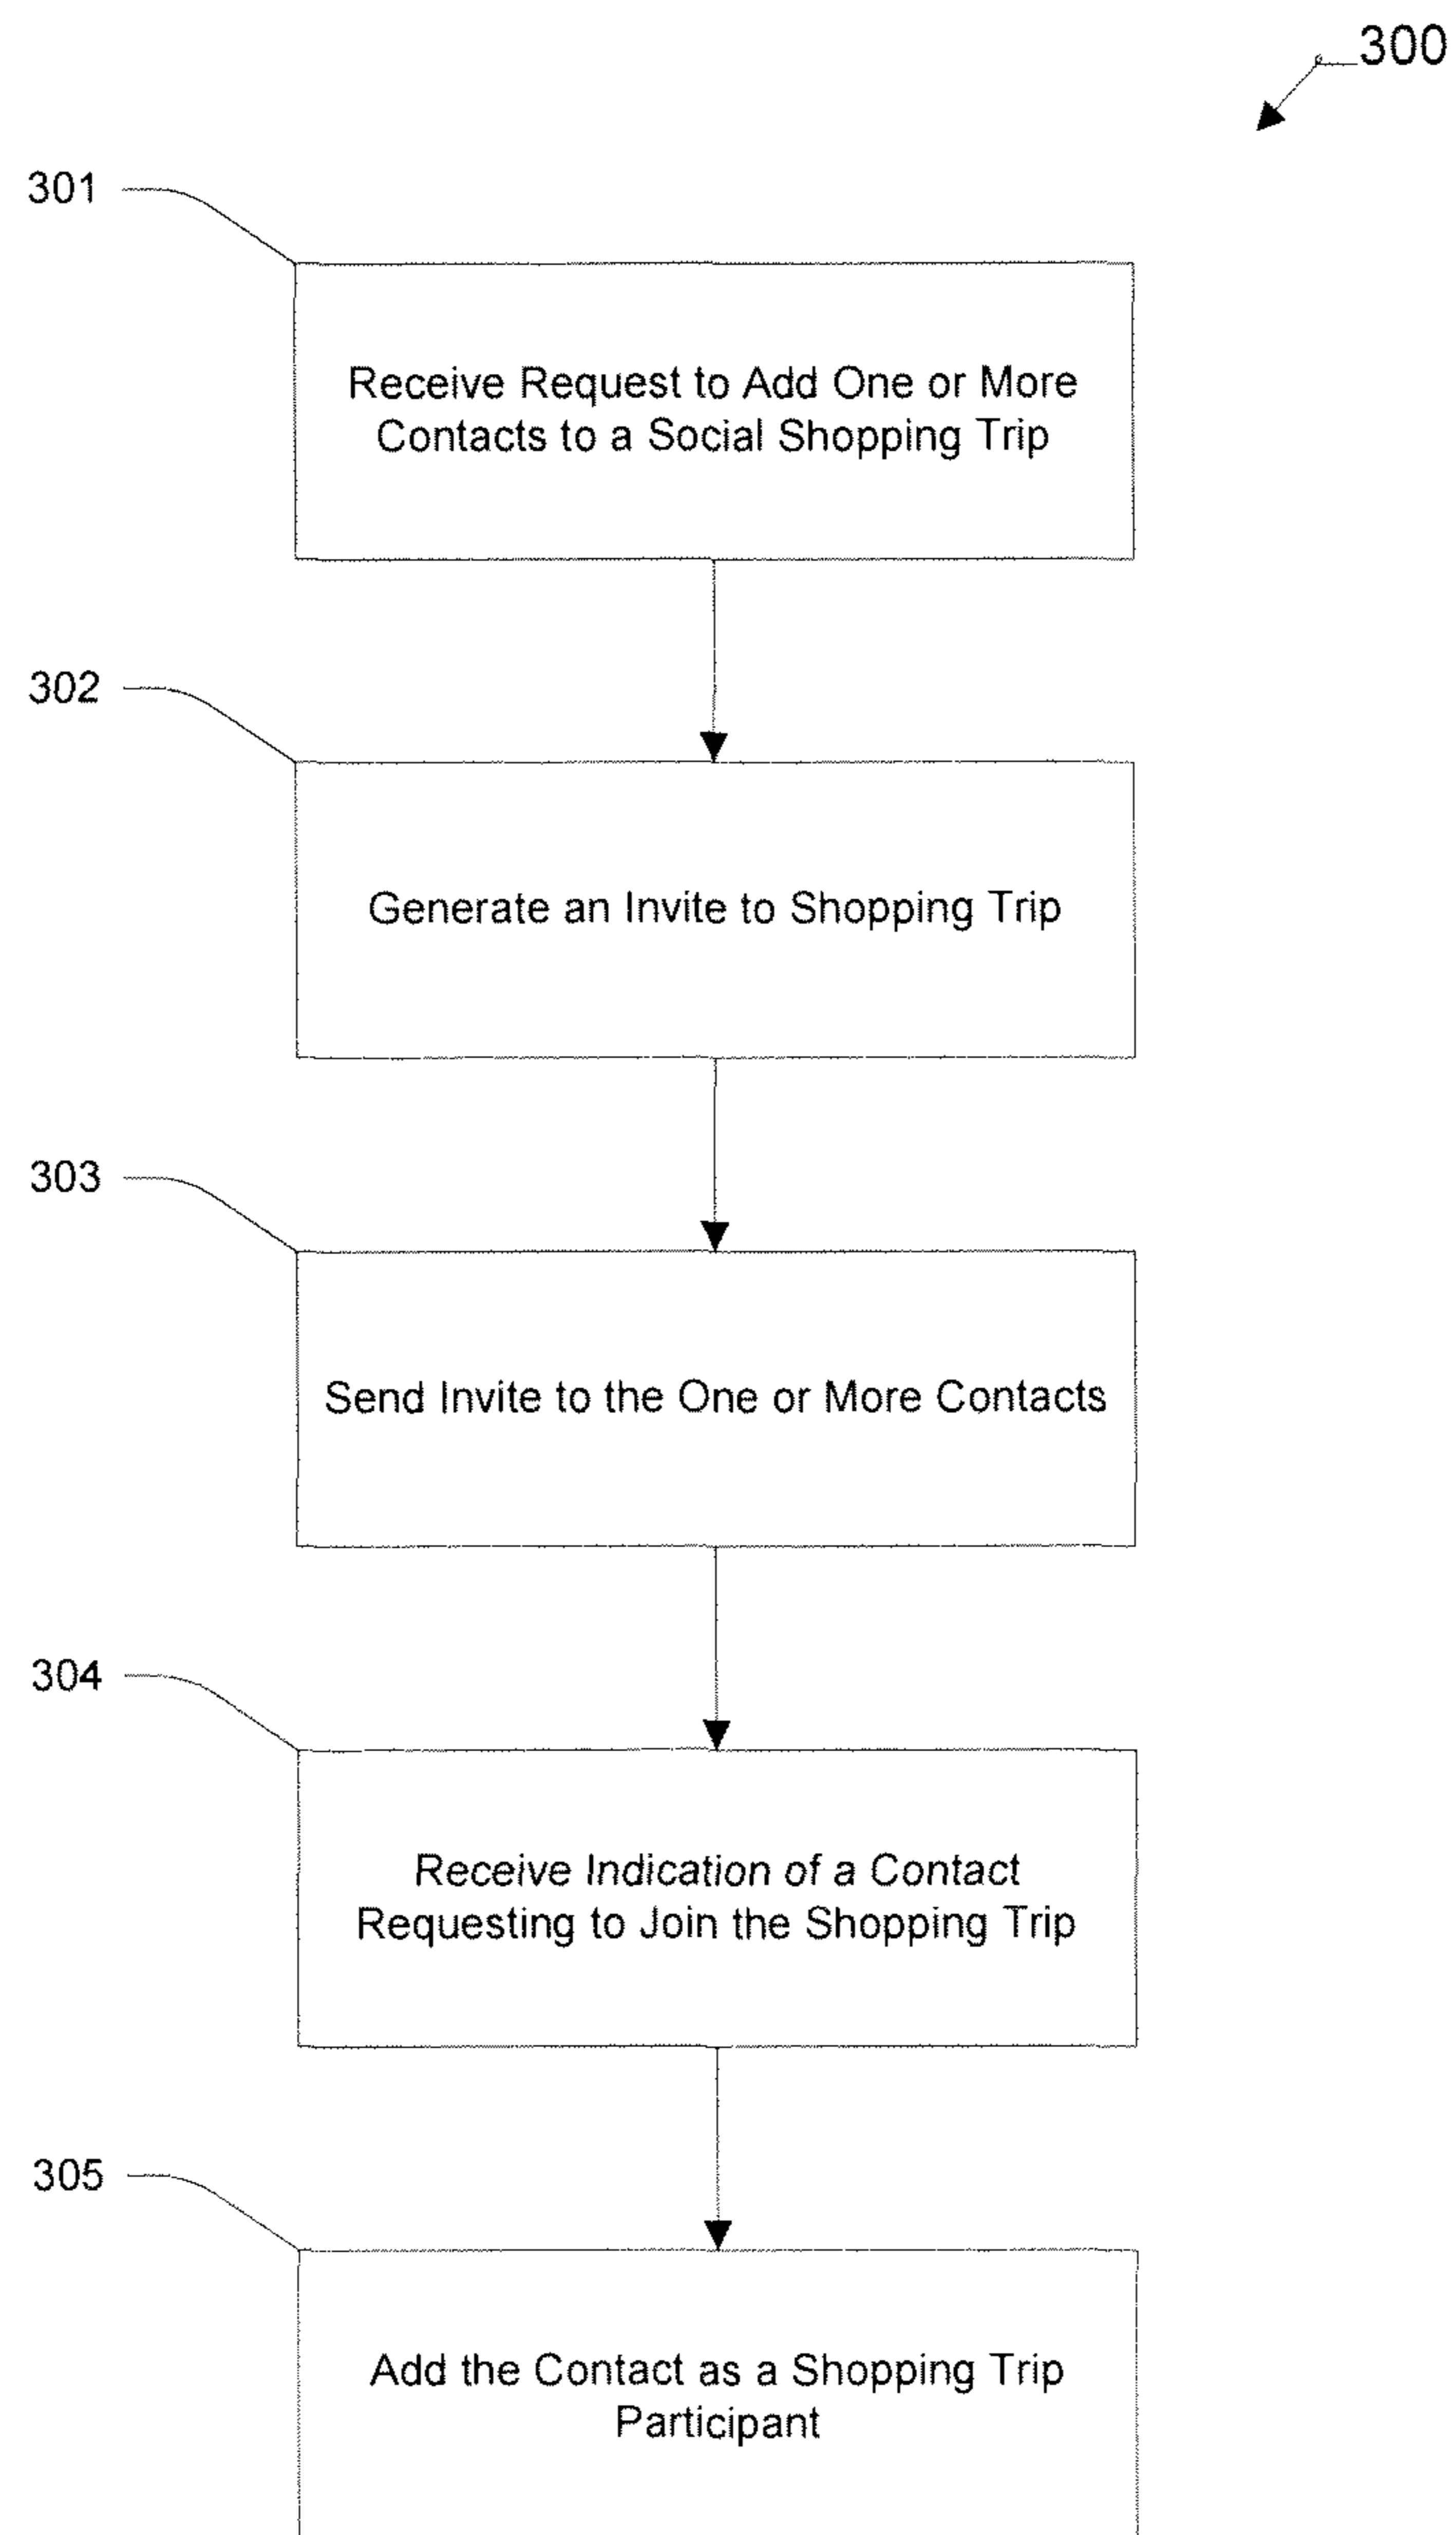 300
301
Receive Request to Add One or More
Contacts to a Social Shopping Trip
302
Generate an Invite to Shopping Trip
303
Send Invite to the One or More Contacts
304
Receive Indication of a Contact
Requesting to Join the Shopping Trip
305
Add the Contact as a Shopping Trip
Participant